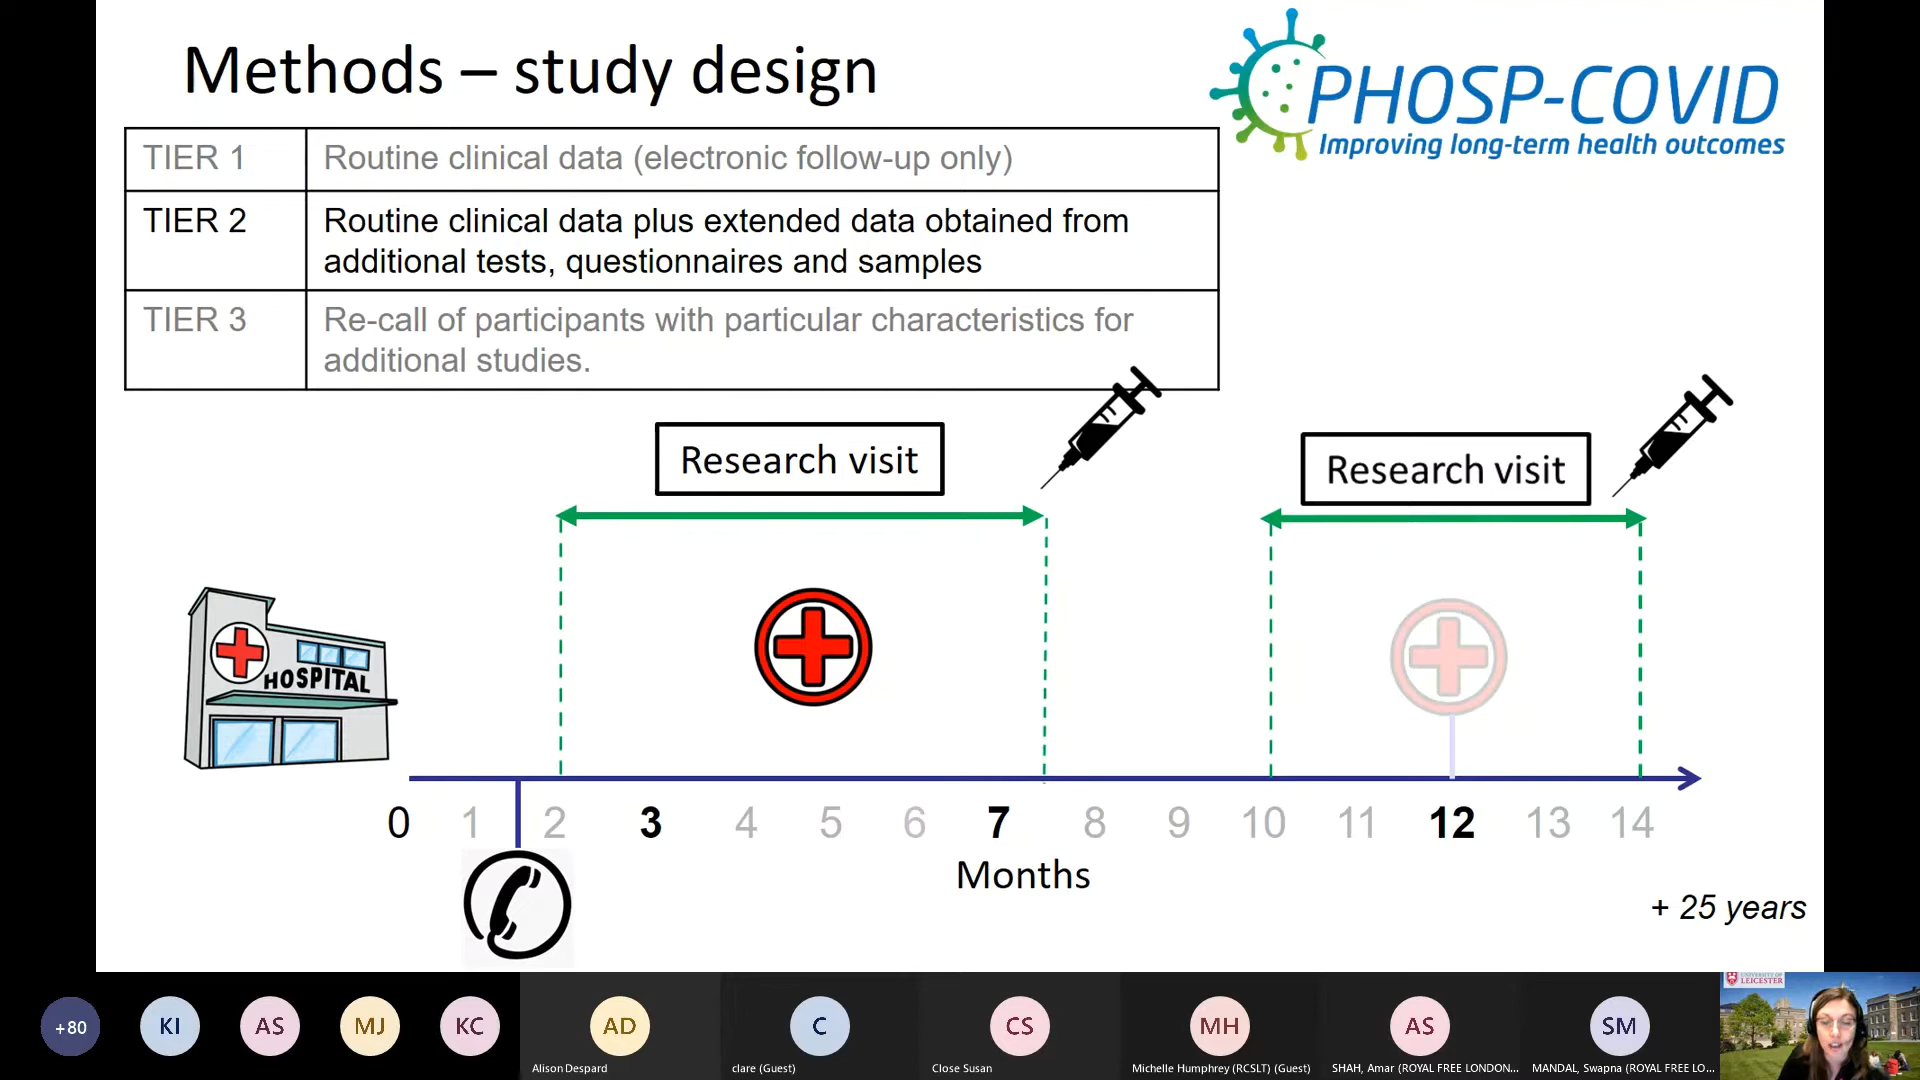 Methods – study design
PHOSP-COVID
Improving long-term health outcomes
TIER 1
Routine clinical data (electronic follow-up only)
TIER 2
Routine clinical data plus extended data obtained from
additional tests, questionnaires and samples
TIER 3
Re-call of participants with particular characteristics for
additional studies.
Research visit
Research visit
HOSPITAL
0 1 2 3 4 5 6 7 8 9 10 11 12 13 14
Months
+ 25 years
+80
KI
AS
MJ
KC
AD
C
CS
MH
AS
SM
Alison Despard
clare (Guest)
Close Susan
Michelle Humphrey (RCSLT) (Guest)
SHAH, Amar (ROYAL FREE LONDON...
MANDAL, Swapna (ROYAL FREE LO...
UNIVERSITY OF
LEICESTER